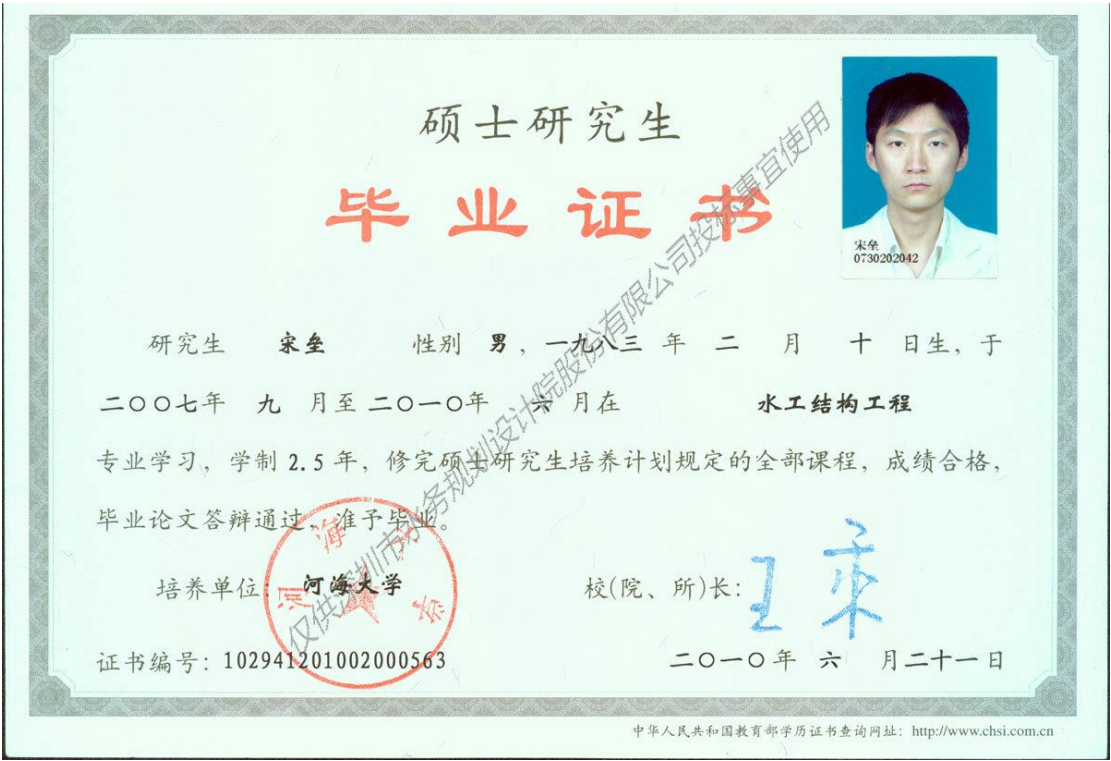 硕士研究生
毕业证书
宋垒
0730202042
研究生 宋垒 性别 男，一九八三 年 二 月 十 日生，于
二〇〇七年 九 月至二〇一〇年 六 月在 水工结构工程
专业学习，学制 2.5 年，修完硕士研究生培养计划规定的全部课程，成绩合格，
毕业论文答辩通过，准予毕业。
培养单位：河海大学
校(院、所)长：王乘
河海大学
证书编号：102941201002000563
二〇一〇年 六 月二十一日
中华人民共和国教育部学历证书查询网址：http://www.chsi.com.cn
仅供深圳市水务规划设计院股份有限公司投标事宜使用